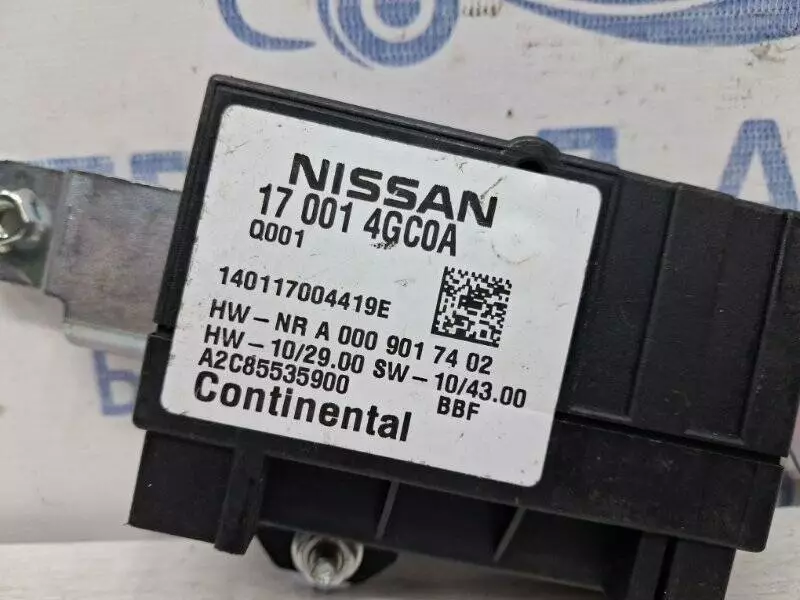 NISSAN
17 001 4GC0A
Q001
140117004419E
HW-NR A 000 901 74 02
HW-10/29.00 SW-10/43.00
A2C85535900 BBF
Continental